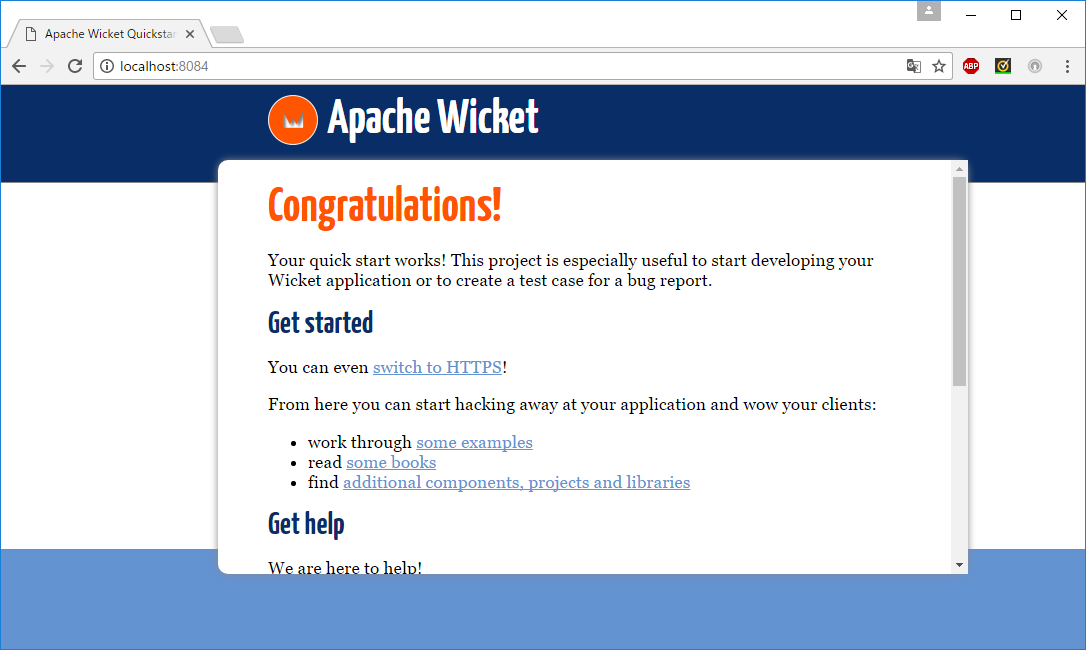 Apache Wicket Quickstar
localhost:8084
ABP
Apache Wicket
Congratulations!
Your quick start works! This project is especially useful to start developing your
Wicket application or to create a test case for a bug report.
Get started
You can even switch to HTTPS!
From here you can start hacking away at your application and wow your clients:
• work through some examples
• read some books
• find additional components, projects and libraries
Get help
We are here to help!